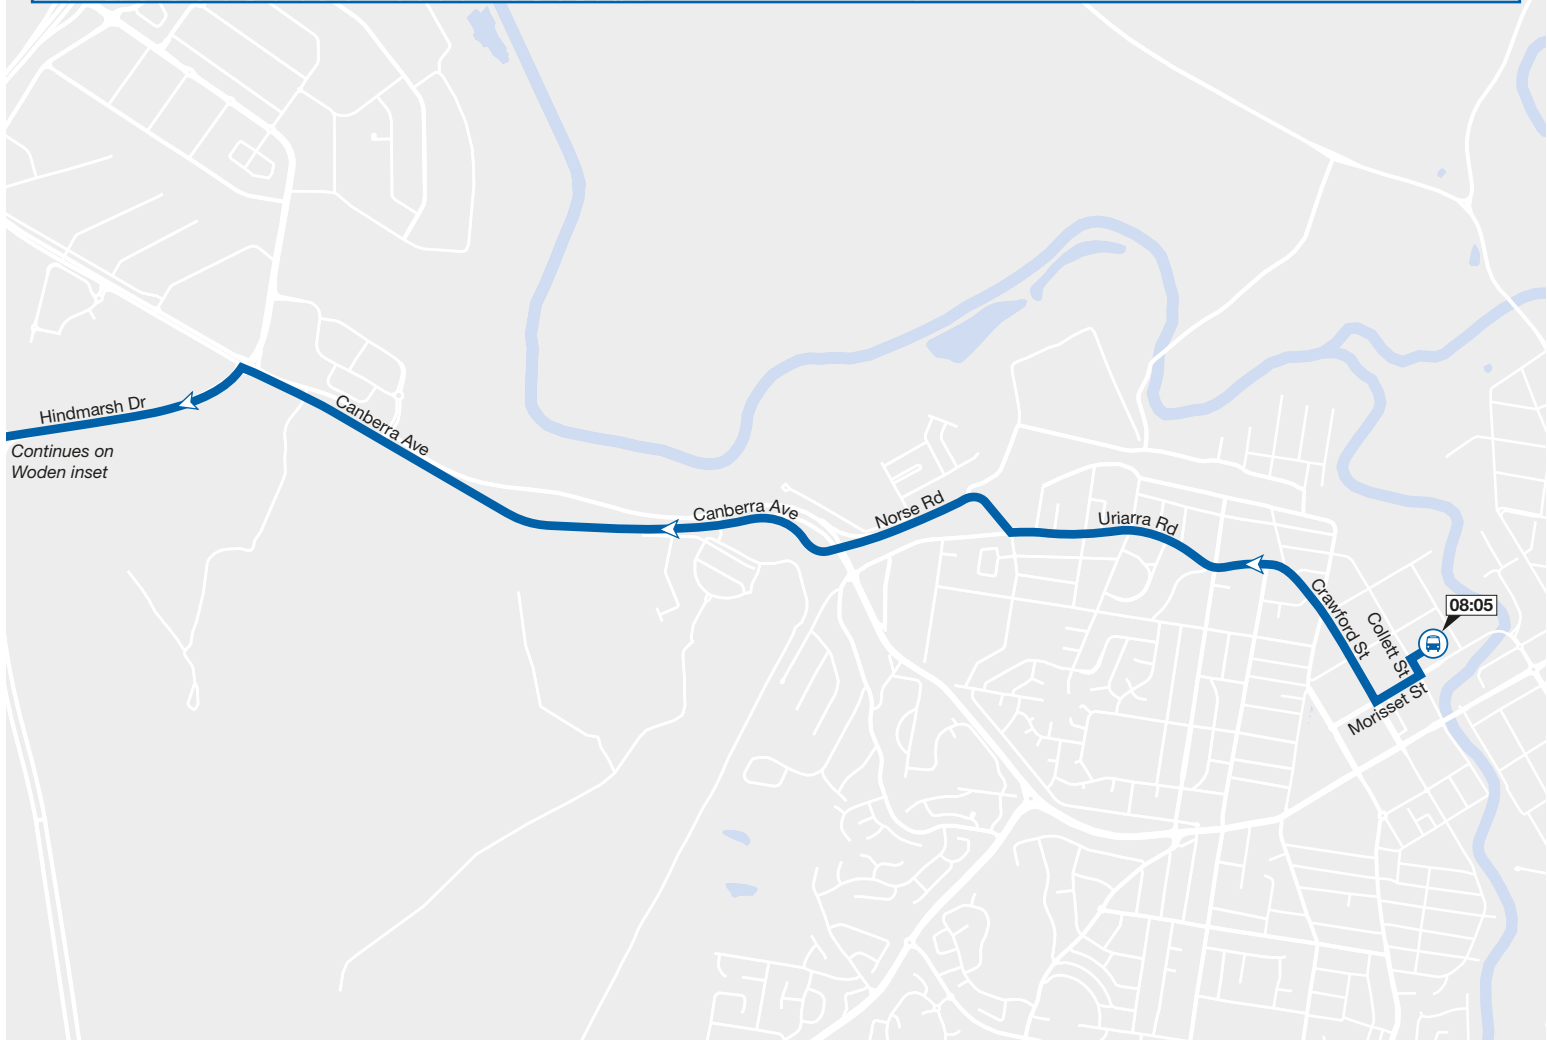 Hindmarsh Dr
Continues on
Woden inset
Canberra Ave
Canberra Ave
Norse Rd
Uriarra Rd
Crawford St
Collett St
Morisset St
08:05